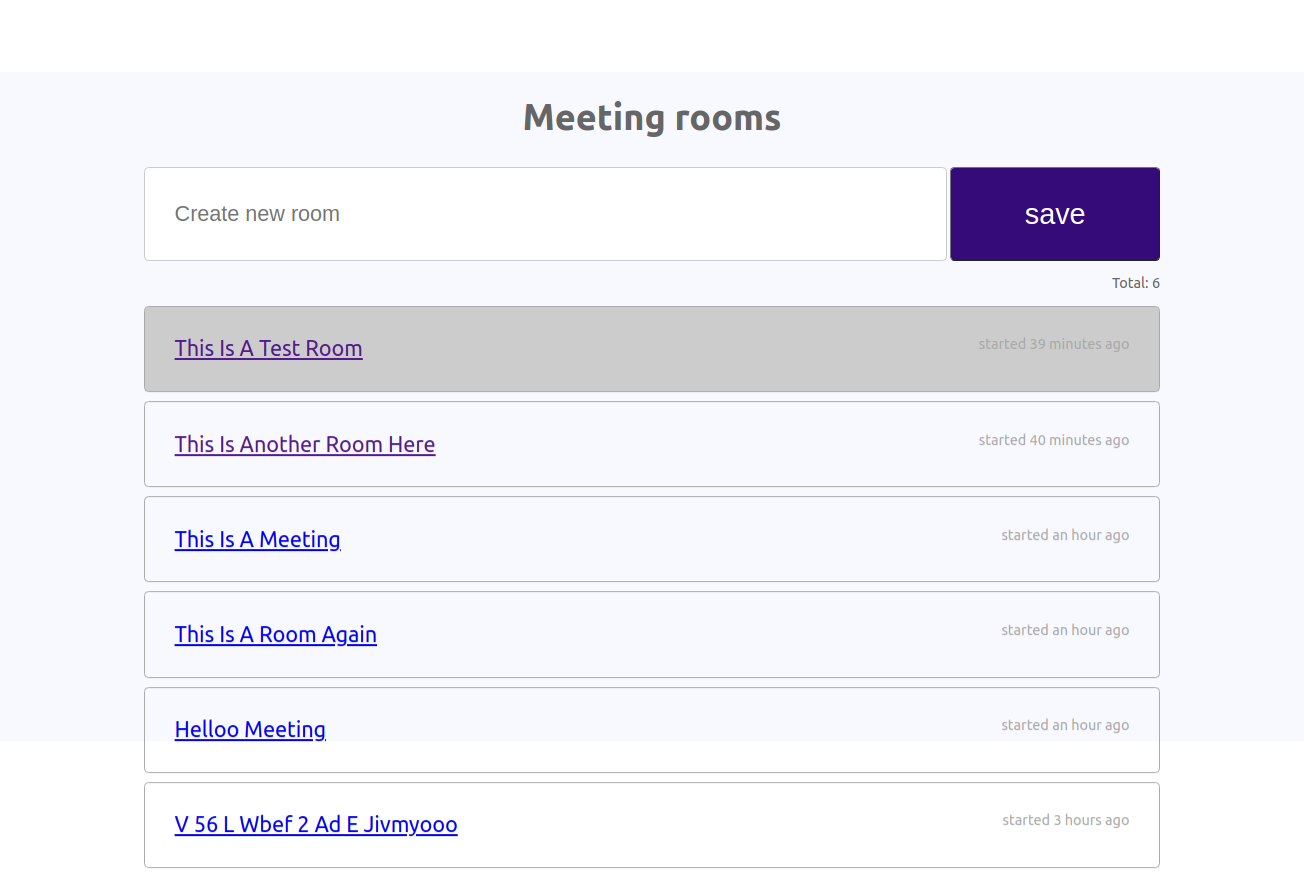 Meeting rooms
Create new room
save
Total: 6
This Is A Test Room
started 39 minutes ago
This Is Another Room Here
started 40 minutes ago
This Is A Meeting
started an hour ago
This Is A Room Again
started an hour ago
Helloo Meeting
started an hour ago
V 56 L Wbef 2 Ad E Jivmyooo
started 3 hours ago